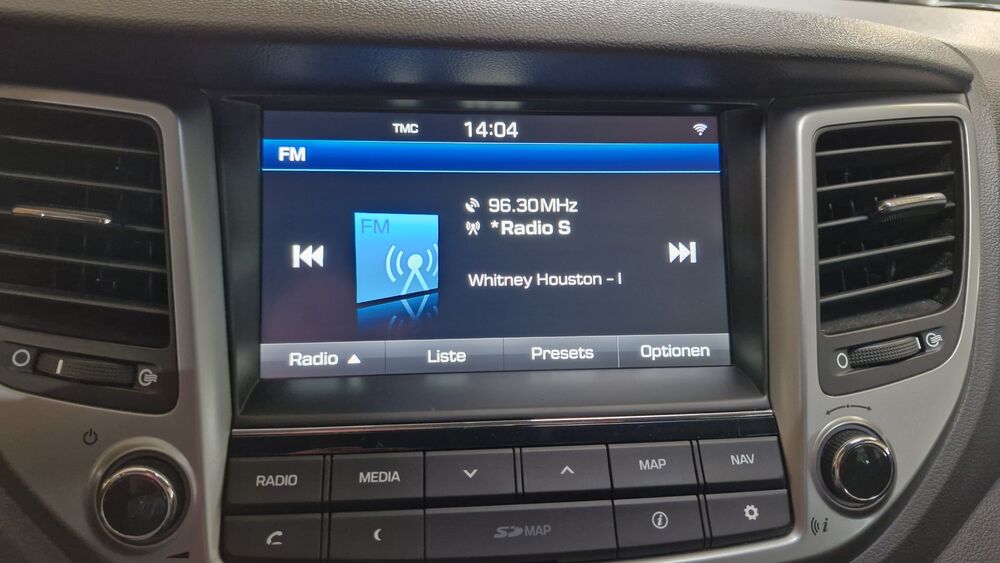 TMC 14:04
FM
FM
96.30MHz
*Radio S
Whitney Houston - I
Radio Liste Presets Optionen
RADIO MEDIA MAP NAV
SD MAP
i
i